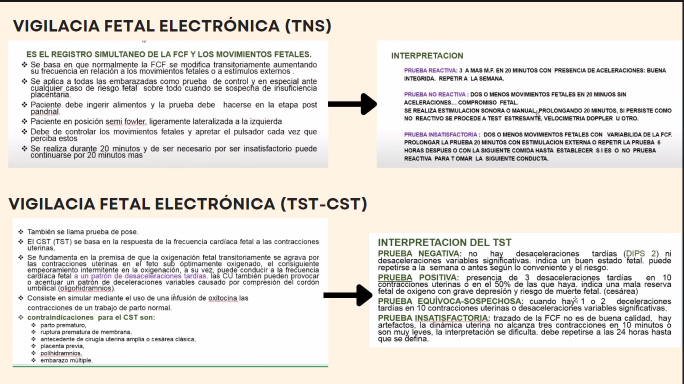 VIGILACIA FETAL ELECTRÓNICA (TNS)
ES EL REGISTRO SIMULTANEO DE LA FCF Y LOS MOVIMIENTOS FETALES.
❖ Se basa en que normalmente la FCF se modifica transitoriamente aumentando
su frecuencia en relación a los movimientos fetales o a estímulos externos .
❖ Se aplica a todas las embarazadas como prueba de control y en especial ante
cualquier caso de riesgo fetal sobre todo cuando se sospecha de insuficiencia
placentaria.
❖ Paciente debe ingerir alimentos y la prueba debe hacerse en la etapa post
pandrial.
❖ Paciente en posición semi fowler, ligeramente lateralizada a la izquierda
❖ Debe de controlar los movimientos fetales y apretar el pulsador cada vez que
perciba estos
❖ Se realiza durante 20 minutos y de ser necesario por ser insatisfactorio puede
continuarse por 20 minutos mas
INTERPRETACION
PRUEBA REACTIVA: 3 A MAS M.F. EN 20 MINUTOS CON PRESENCIA DE ACELERACIONES: BUENA
INTEGRIDA. REPETIR A LA SEMANA.
PRUEBA NO REACTIVA : DOS O MENOS MOVIMIENTOS FETALES EN 20 MINUOS SIN
ACELERACIONES... COMPROMISO FETAL.
SE REALIZA ESTIMULACION SONORA O MANUAL, PROLONGANDO 20 MINUTOS, SI PERSISTE COMO
NO REACTIVO SE PROCEDE A TEST ESTRESANTE, VELOCIMETRIA DOPPLER U OTRO.
PRUEBA INSATISFACTORIA : DOS O MENOS MOVIMIENTOS FETALES CON VARIABILIDA DE LA FCF.
PROLONGAR LA PRUEBA 20 MINUTOS CON ESTIMULACION EXTERNA O REPETIR LA PRUEBA 6
HORAS DESPUES O CON LA SIGUIENTE COMIDA HASTA ESTABLECER S I ES O NO PRUEBA
REACTIVA PARA T OMAR LA SIGUIENTE CONDUCTA.
VIGILACIA FETAL ELECTRÓNICA (TST-CST)
❖ También se llama prueba de pose.
❖ El CST (TST) se basa en la respuesta de la frecuencia cardíaca fetal a las contracciones
uterinas.
❖ Se fundamenta en la premisa de que la oxigenación fetal transitoriamente se agrava por
las contracciones uterinas en el feto sub óptimamente oxigenado, el consiguiente
empeoramiento intermitente en la oxigenación, a su vez, puede conducir a la frecuencia
cardíaca fetal a un patrón de desaceleraciones tardías. las CU también pueden provocar
o acentuar un patrón de deceleraciones variables causado por compresión del cordón
umbilical (oligohidramnios).
❖ Consiste en simular mediante el uso de una infusión de oxitocina las
contracciones de un trabajo de parto normal.
❖ contraindicaciones para el CST son:
❖ parto prematuro,
❖ ruptura prematura de membrana,
❖ antecedente de cirugía uterina amplia o cesárea clásica,
❖ placenta previa,
❖ polihidramnios,
❖ embarazo múltiple.
INTERPRETACION DEL TST
PRUEBA NEGATIVA: no hay desaceleraciones tardías (DIPS 2) ni
desaceleraciones variables significativas. indica un buen estado fetal. puede
repetirse a la semana o antes según lo conveniente y el riesgo.
PRUEBA POSITIVA: presencia de 3 desaceleraciones tardías en 10
contracciones uterinas o en el 50% de las que haya. indica una mala reserva
fetal de oxigeno con grave depresión y riesgo de muerte fetal. (cesárea)
PRUEBA EQUÍVOCA-SOSPECHOSA: cuando hay 1 o 2 deceleraciones
tardías en 10 contracciones uterinas o desaceleraciones variables significativas.
PRUEBA INSATISFACTORIA: trazado de la FCF no es de buena calidad, hay
artefactos, la dinámica uterina no alcanza tres contracciones en 10 minutos o
son muy leves, la interpretación se dificulta. debe repetirse a las 24 horas hasta
que se defina.